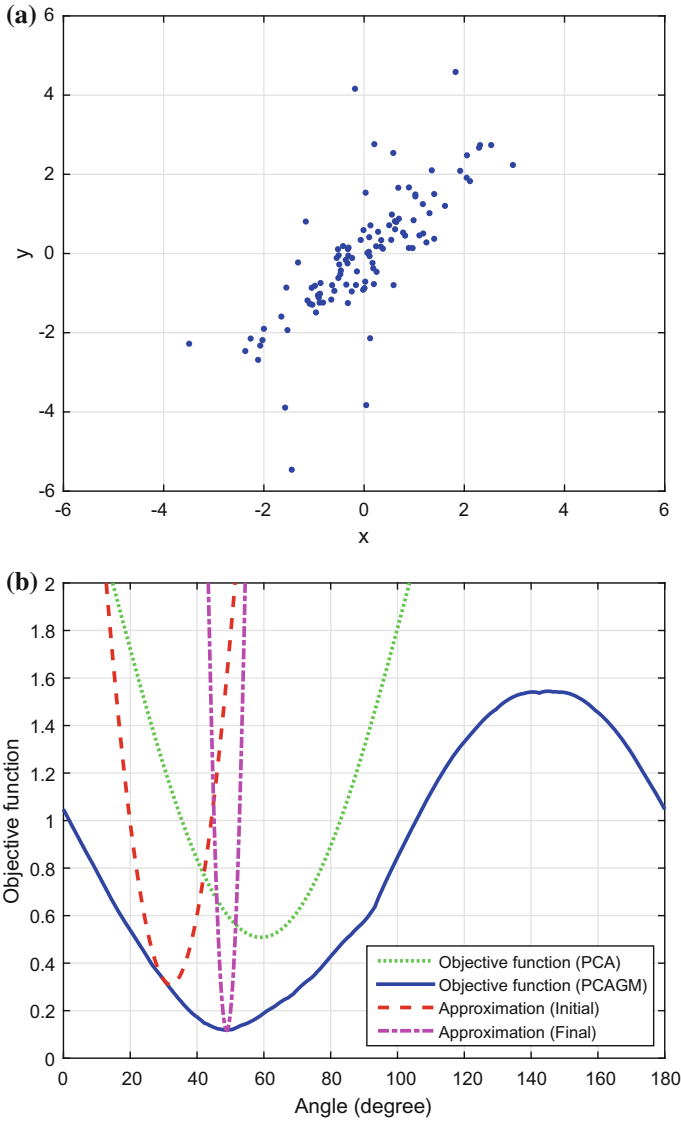 (a)
6
4
2
0
-2
-4
-6
y
-6 -4 -2 0 2 4 6
x
(b)
2
1.8
1.6
1.4
1.2
1
0.8
0.6
0.4
0.2
0
Objective function
Objective function (PCA)
Objective function (PCAGM)
Approximation (Initial)
Approximation (Final)
0 20 40 60 80 100 120 140 160 180
Angle (degree)